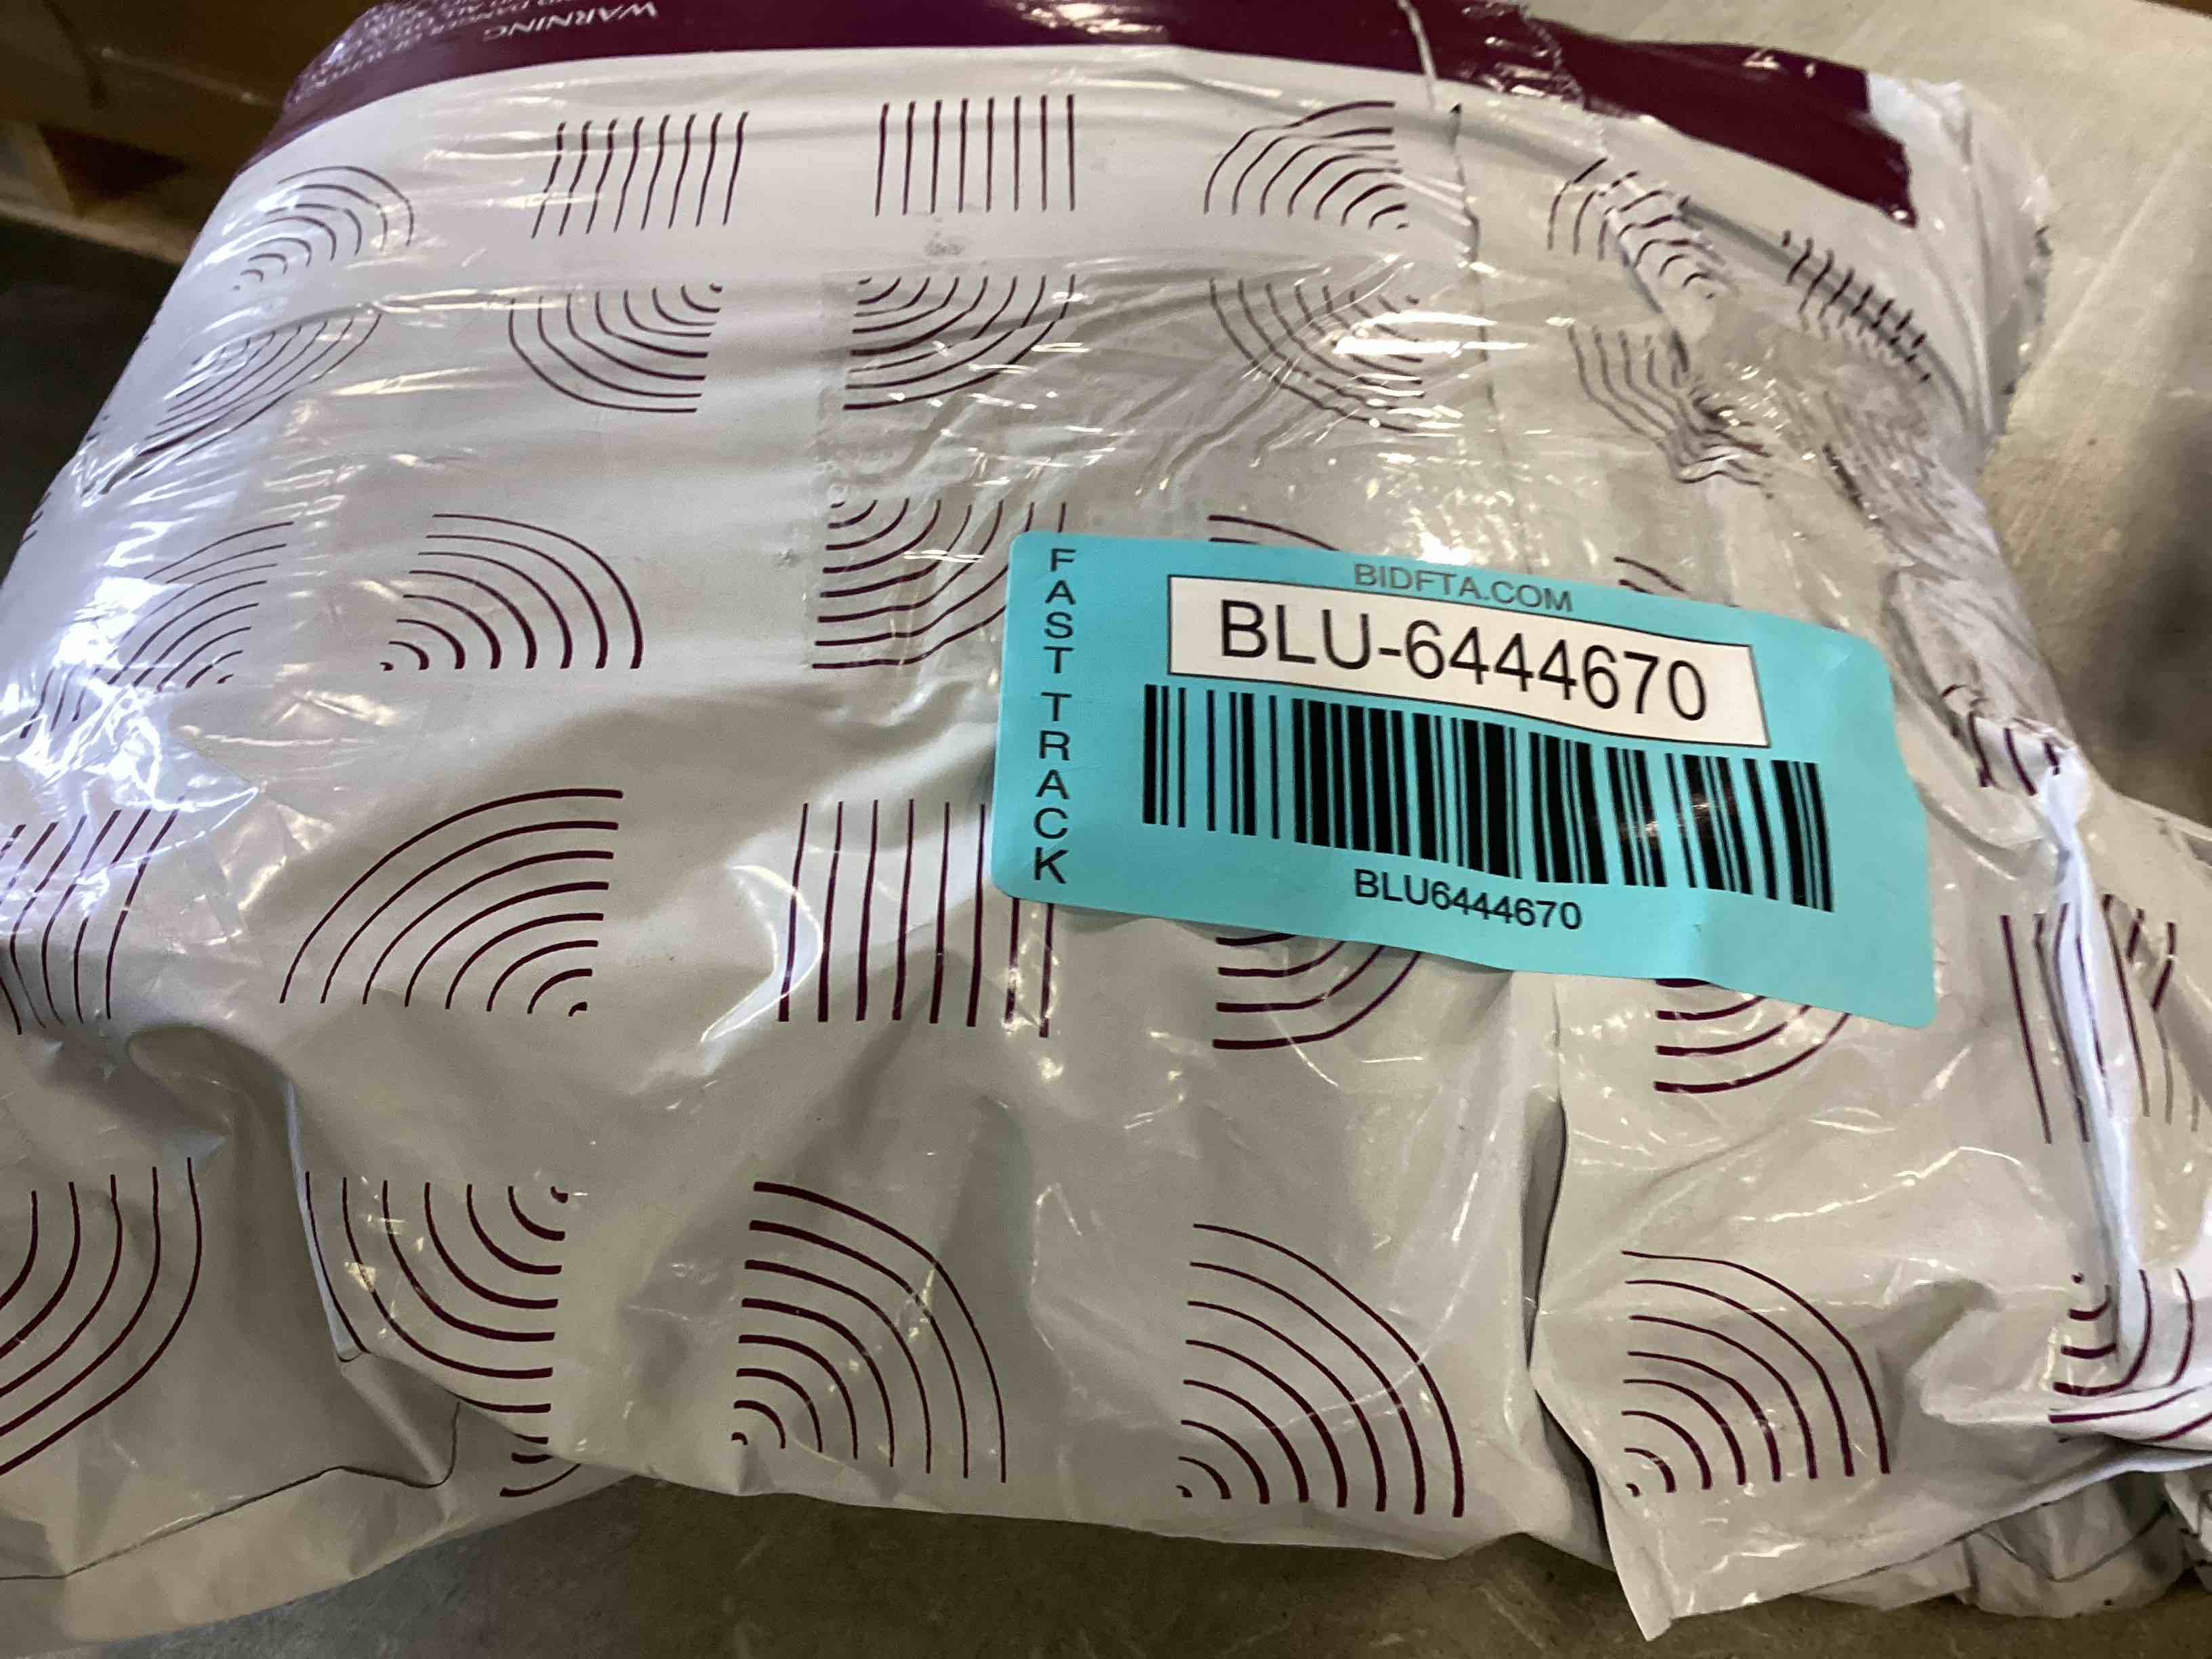 WARNING
FAST TRACK
BIDFTA.COM
BLU-6444670
BLU6444670